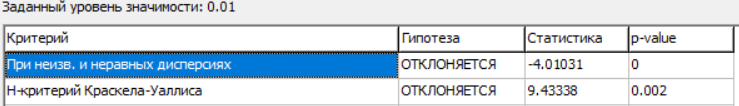 Заданный уровень значимости: 0.01
Критерий Гипотеза Статистика p-value
При неизв. и неравных дисперсиях ОТКЛОНЯЕТСЯ -4.01031 0
Н-критерий Краскела-Уаллиса ОТКЛОНЯЕТСЯ 9.43338 0.002